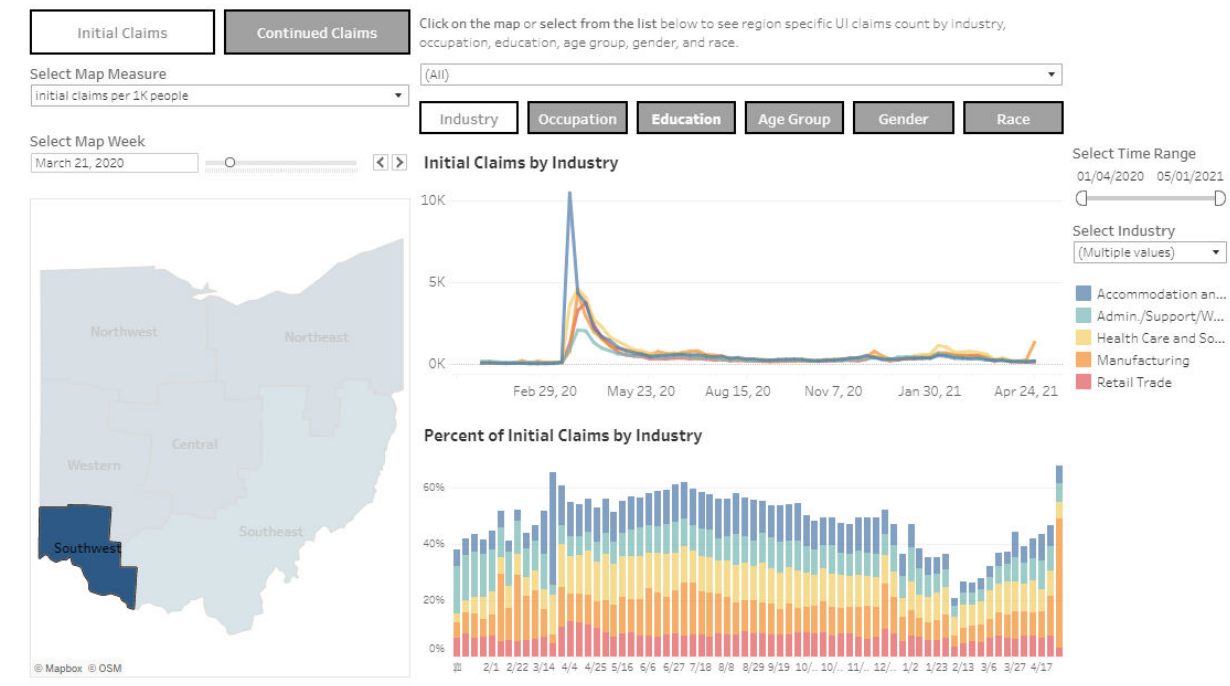 Initial Claims
Continued Claims
Click on the map or select from the list below to see region specific UI claims count by industry,
occupation, education, age group, gender, and race.
Select Map Measure
initial claims per 1K people
(All)
Industry
Occupation
Education
Age Group
Gender
Race
Select Map Week
March 21, 2020
Initial Claims by Industry
Select Time Range
01/04/2020 05/01/2021
Select Industry
(Multiple values)
Accommodation an...
Admin./Support/W...
Health Care and So...
Manufacturing
Retail Trade
10K
5K
0K
Feb 29, 20 May 23, 20 Aug 15, 20 Nov 7, 20 Jan 30, 21 Apr 24, 21
Northwest
Northeast
Central
Western
Southeast
Southwest
© Mapbox © OSM
Percent of Initial Claims by Industry
60%
40%
20%
0%
2/1 2/22 3/14 4/4 4/25 5/16 6/6 6/27 7/18 8/8 8/29 9/19 10/.. 10/.. 11/.. 12/.. 1/2 1/23 2/13 3/6 3/27 4/17